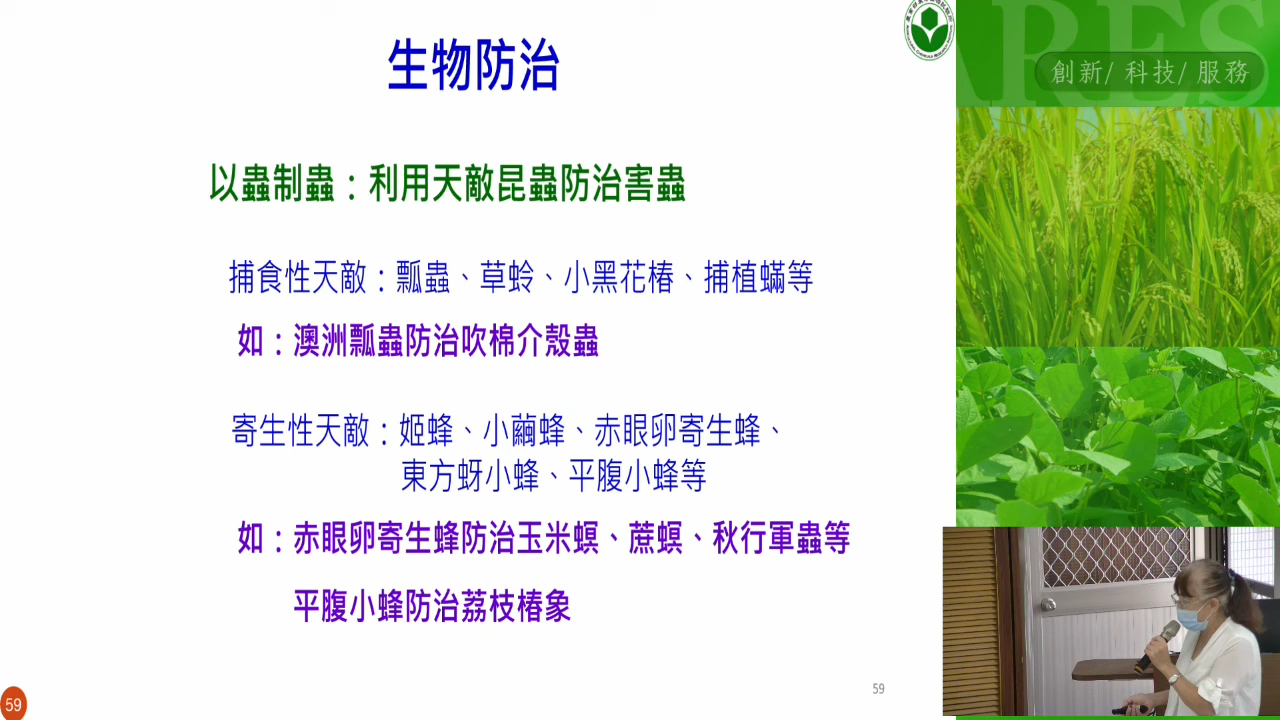 生物防治
ARES
創新/ 科技/ 服務
以蟲制蟲：利用天敵昆蟲防治害蟲
捕食性天敵：瓢蟲、草蛉、小黑花椿、捕植蟎等
如：澳洲瓢蟲防治吹棉介殼蟲
寄生性天敵：姬蜂、小繭蜂、赤眼卵寄生蜂、
東方蚜小蜂、平腹小蜂等
如：赤眼卵寄生蜂防治玉米螟、蔗螟、秋行軍蟲等
平腹小蜂防治荔枝椿象
59
59